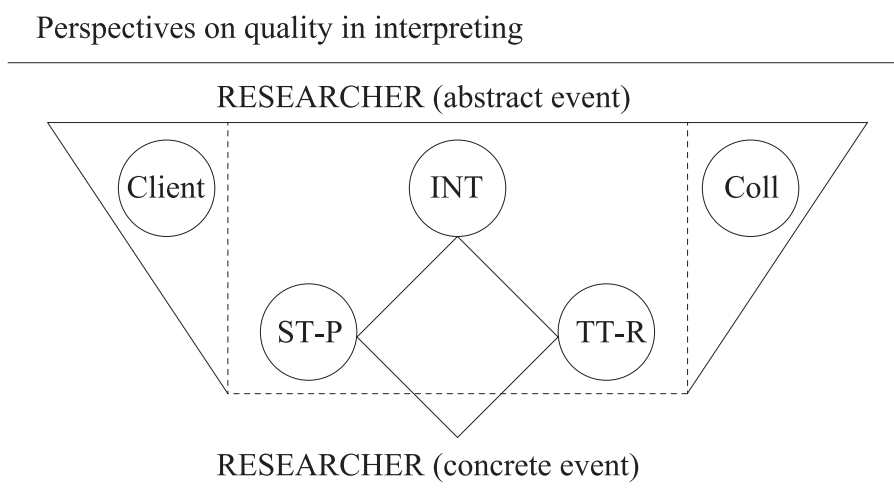 Perspectives on quality in interpreting
RESEARCHER (abstract event)
Client
INT
Coll
ST-P
TT-R
RESEARCHER (concrete event)